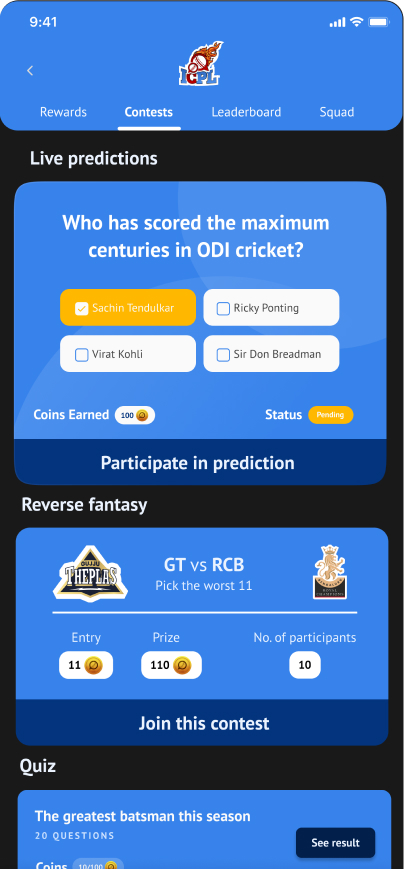 9:41
ICPL
Rewards Contests Leaderboard Squad
Live predictions
Who has scored the maximum
centuries in ODI cricket?
Sachin Tendulkar Ricky Ponting
Virat Kohli Sir Don Breadman
Coins Earned 100 Status Pending
Participate in prediction
Reverse fantasy
THEPLAS
GT vs RCB
Pick the worst 11
ROYAL
Entry Prize No. of participants
11 110 10
Join this contest
Quiz
The greatest batsman this season
20 QUESTIONS
See result
Coins 10/100